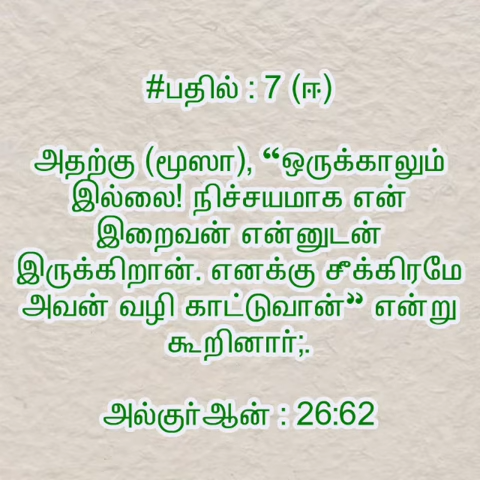 #பதில் : 7 (ஈ)
அதற்கு (மூஸா), “ஒருக்காலும்
இல்லை! நிச்சயமாக என்
இறைவன் என்னுடன்
இருக்கிறான். எனக்கு சீக்கிரமே
அவன் வழி காட்டுவான்” என்று
கூறினார்;.
அல்குர்ஆன் : 26:62